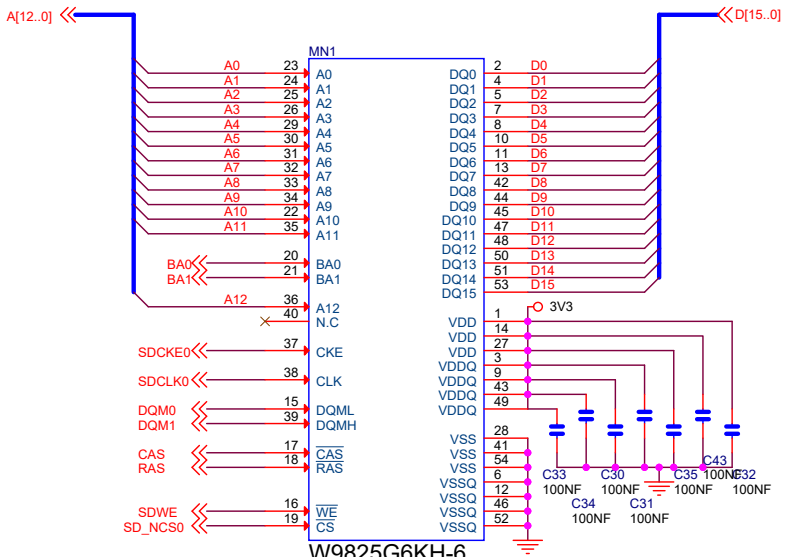 A[12..0]
D[15..0]
MN1
A0 23 A0 DQ0 2 D0
A1 24 A1 DQ1 4 D1
A2 25 A2 DQ2 5 D2
A3 26 A3 DQ3 7 D3
A4 29 A4 DQ4 8 D4
A5 30 A5 DQ5 10 D5
A6 31 A6 DQ6 11 D6
A7 32 A7 DQ7 13 D7
A8 33 A8 DQ8 42 D8
A9 34 A9 DQ9 44 D9
A10 22 A10 DQ10 45 D10
A11 35 A11 DQ11 47 D11
DQ12 48 D12
BA0 20 BA0 DQ13 50 D13
BA1 21 BA1 DQ14 51 D14
DQ15 53 D15
A12 36 A12 3V3
40 N.C VDD 1
VDD 14
SDCKE0 37 CKE VDD 27
VDDQ 3
SDCLK0 38 CLK VDDQ 9
VDDQ 43
DQM0 15 DQML VDDQ 49
DQM1 39 DQMH
VSS 28
CAS 17 CAS VSS 41
RAS 18 RAS VSS 54
VSSQ 6
VSSQ 12
SDWE 16 WE VSSQ 46
SD_NCS0 19 CS VSSQ 52
C33 C30 C35 C43 C32
100NF 100NF 100NF 100NF 100NF
C34 C31
100NF 100NF
W9825G6KH-6